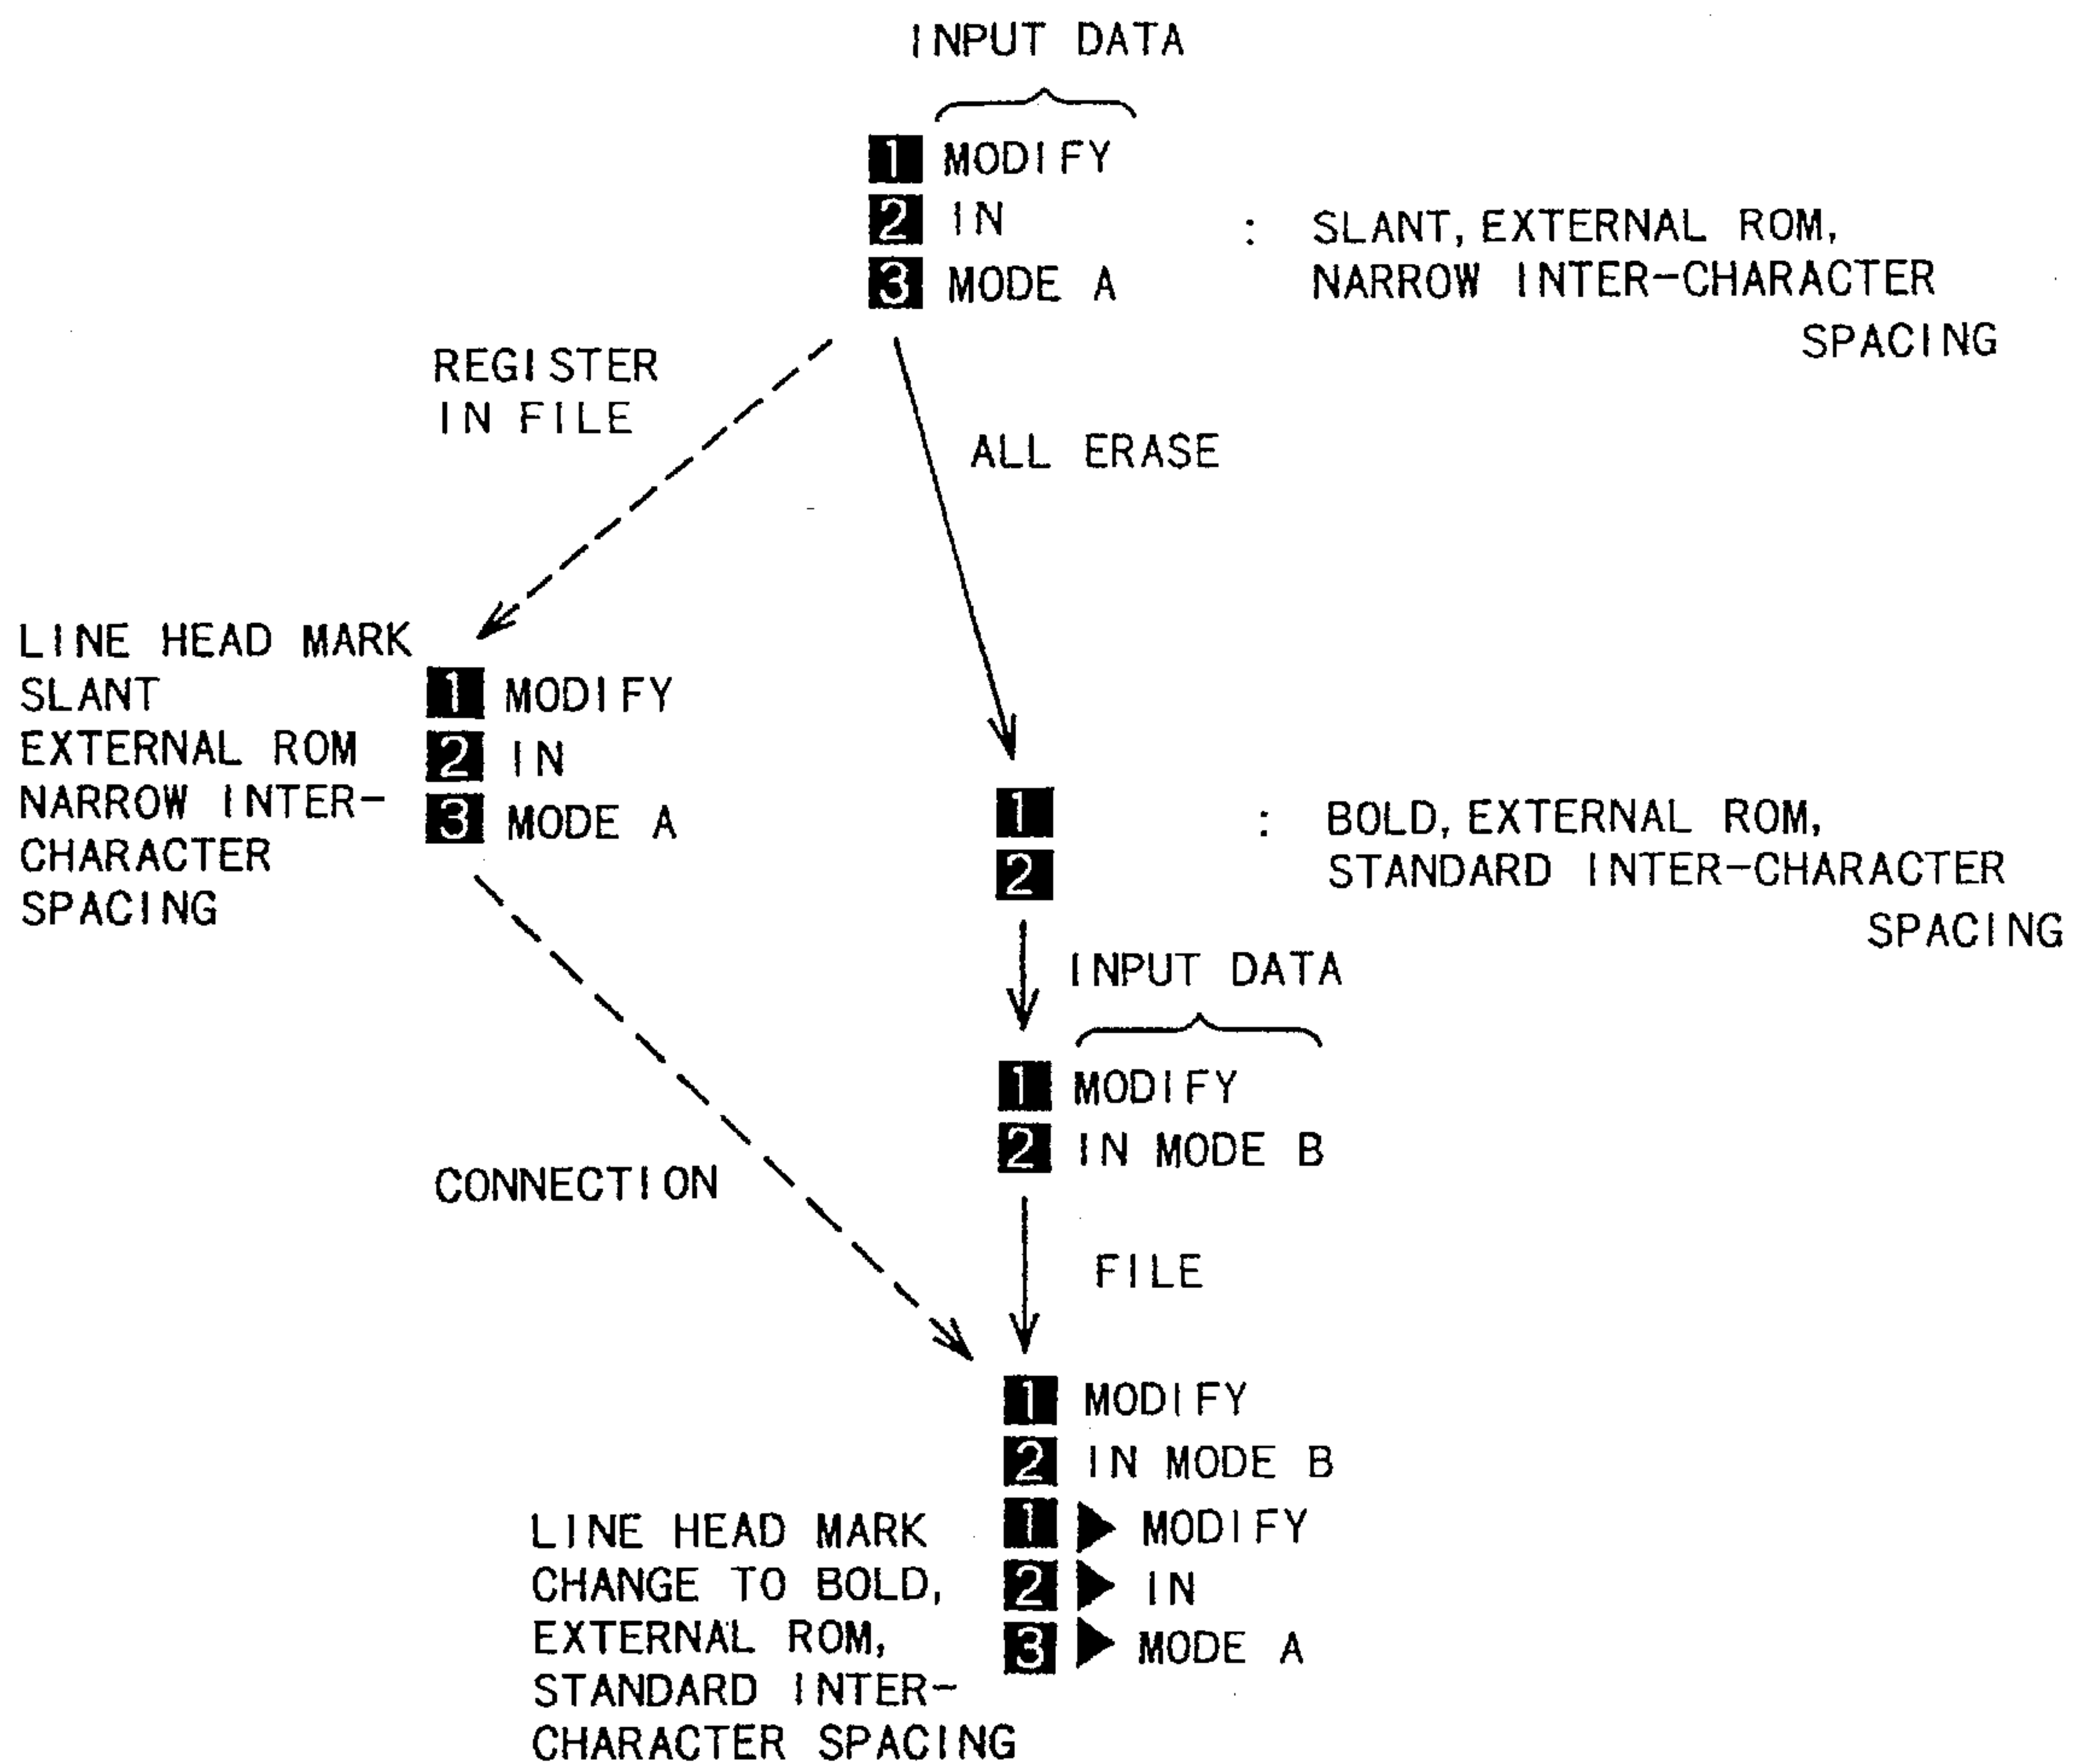 INPUT DATA
1 MODIFY
2 IN : SLANT, EXTERNAL ROM,
3 MODE A NARROW INTER-CHARACTER
SPACING
REGISTER
IN FILE
ALL ERASE
LINE HEAD MARK
SLANT
EXTERNAL ROM
NARROW INTER-
CHARACTER
SPACING
1 MODIFY
2 IN
3 MODE A
1 : BOLD, EXTERNAL ROM,
2 STANDARD INTER-CHARACTER
SPACING
INPUT DATA
1 MODIFY
2 IN MODE B
CONNECTION
FILE
1 MODIFY
2 IN MODE B
1 ▶ MODIFY
2 ▶ IN
3 ▶ MODE A
LINE HEAD MARK
CHANGE TO BOLD,
EXTERNAL ROM,
STANDARD INTER-
CHARACTER SPACING